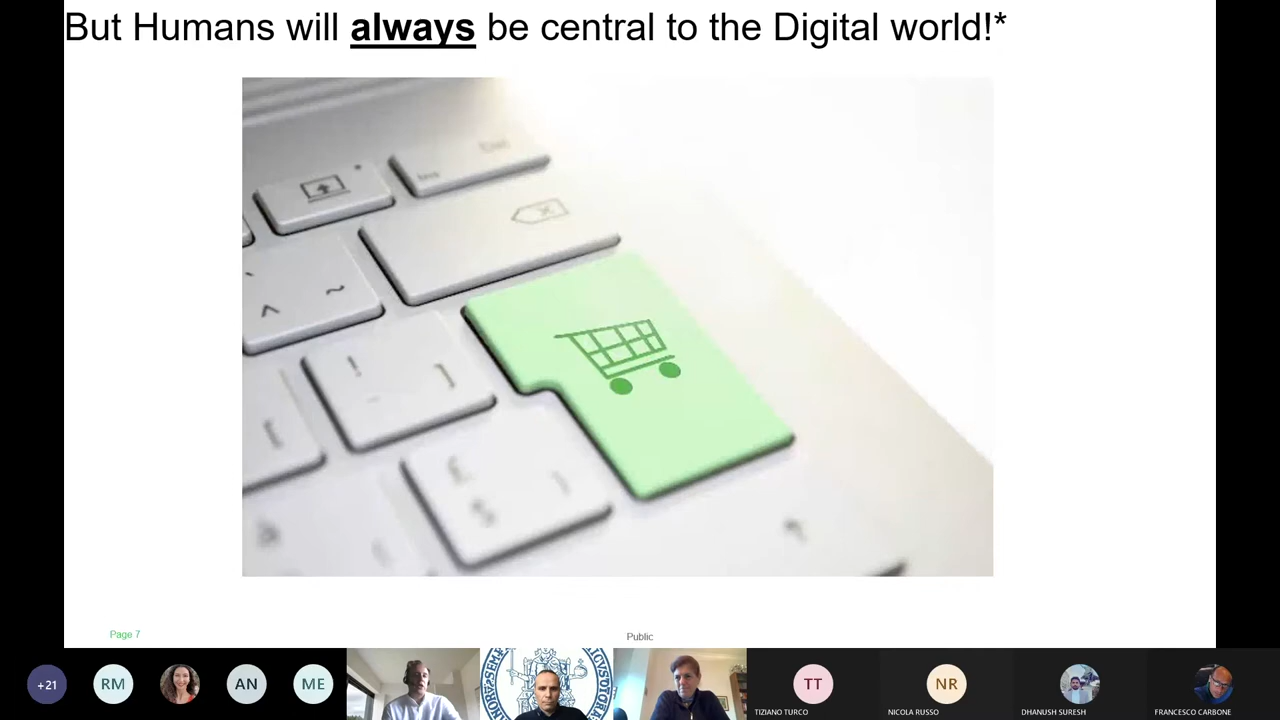 But Humans will always be central to the Digital world!*
^ ~
Page 7
Public
+21
RM
AN
ME
TT
NR
TIZIANO TURCO
NICOLA RUSSO
DHANUSH SURESH
FRANCESCO CARBONE